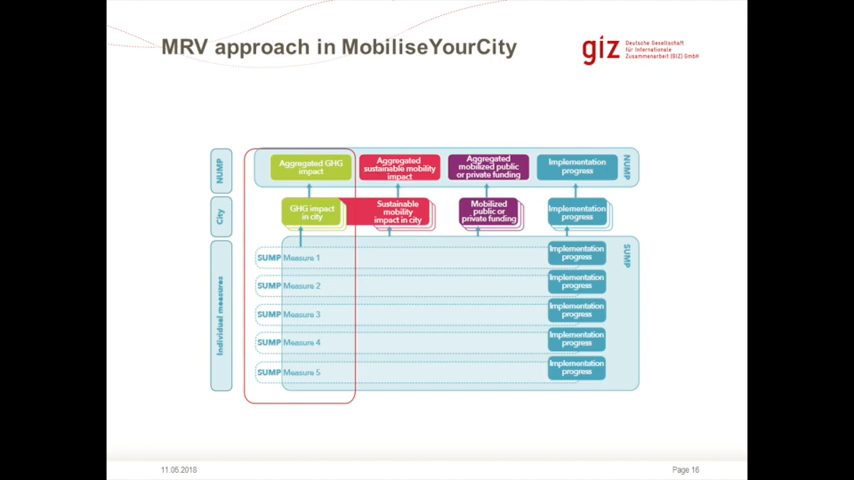 MRV approach in MobiliseYourCity
giz
Deutsche Gesellschaft
für Internationale
Zusammenarbeit (GIZ) GmbH
NUMP
Aggregated GHG
impact
Aggregated
sustainable mobility
impact
Aggregated
mobilized public
or private funding
Implementation
progress
NUMP
City
GHG impact
in city
Sustainable
mobility
impact in city
Mobilized
public or
private funding
Implementation
progress
Individual measures
SUMP Measure 1
Implementation
progress
SUMP
SUMP Measure 2
Implementation
progress
SUMP Measure 3
Implementation
progress
SUMP Measure 4
Implementation
progress
SUMP Measure 5
Implementation
progress
11.05.2018
Page 16